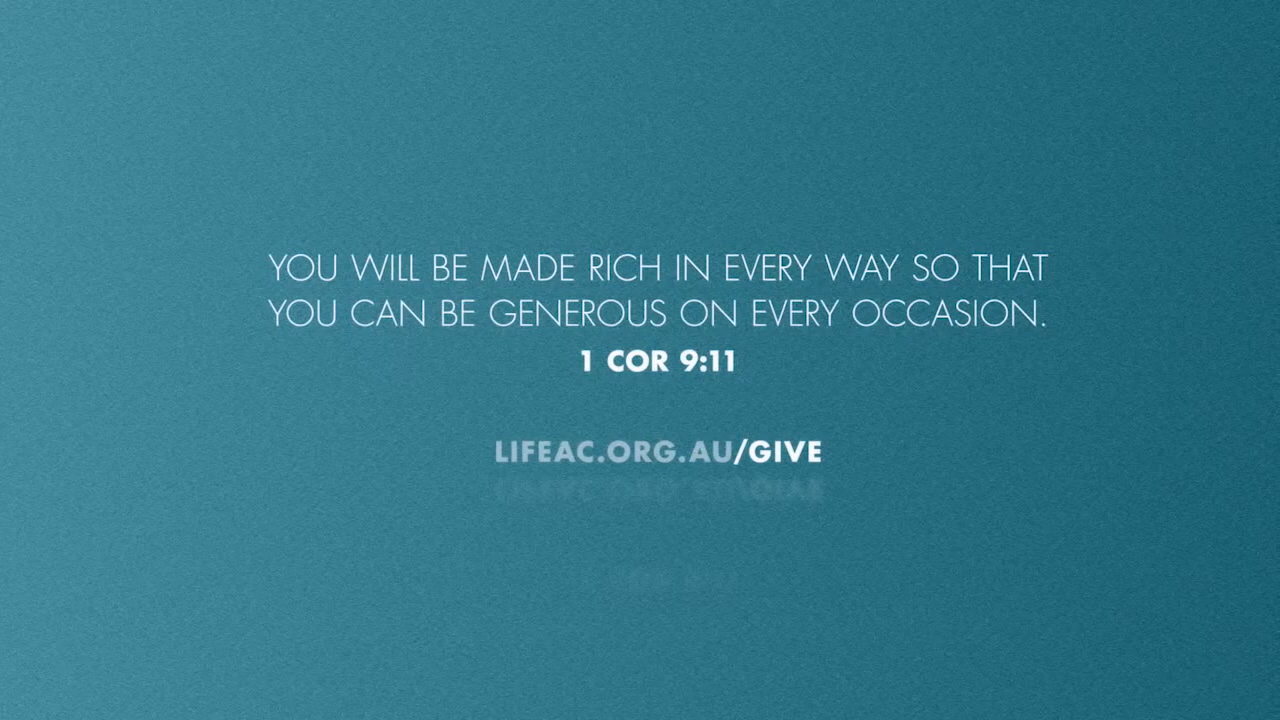 YOU WILL BE MADE RICH IN EVERY WAY SO THAT
YOU CAN BE GENEROUS ON EVERY OCCASION.
1 COR 9:11
LIFEAC.ORG.AU/GIVE